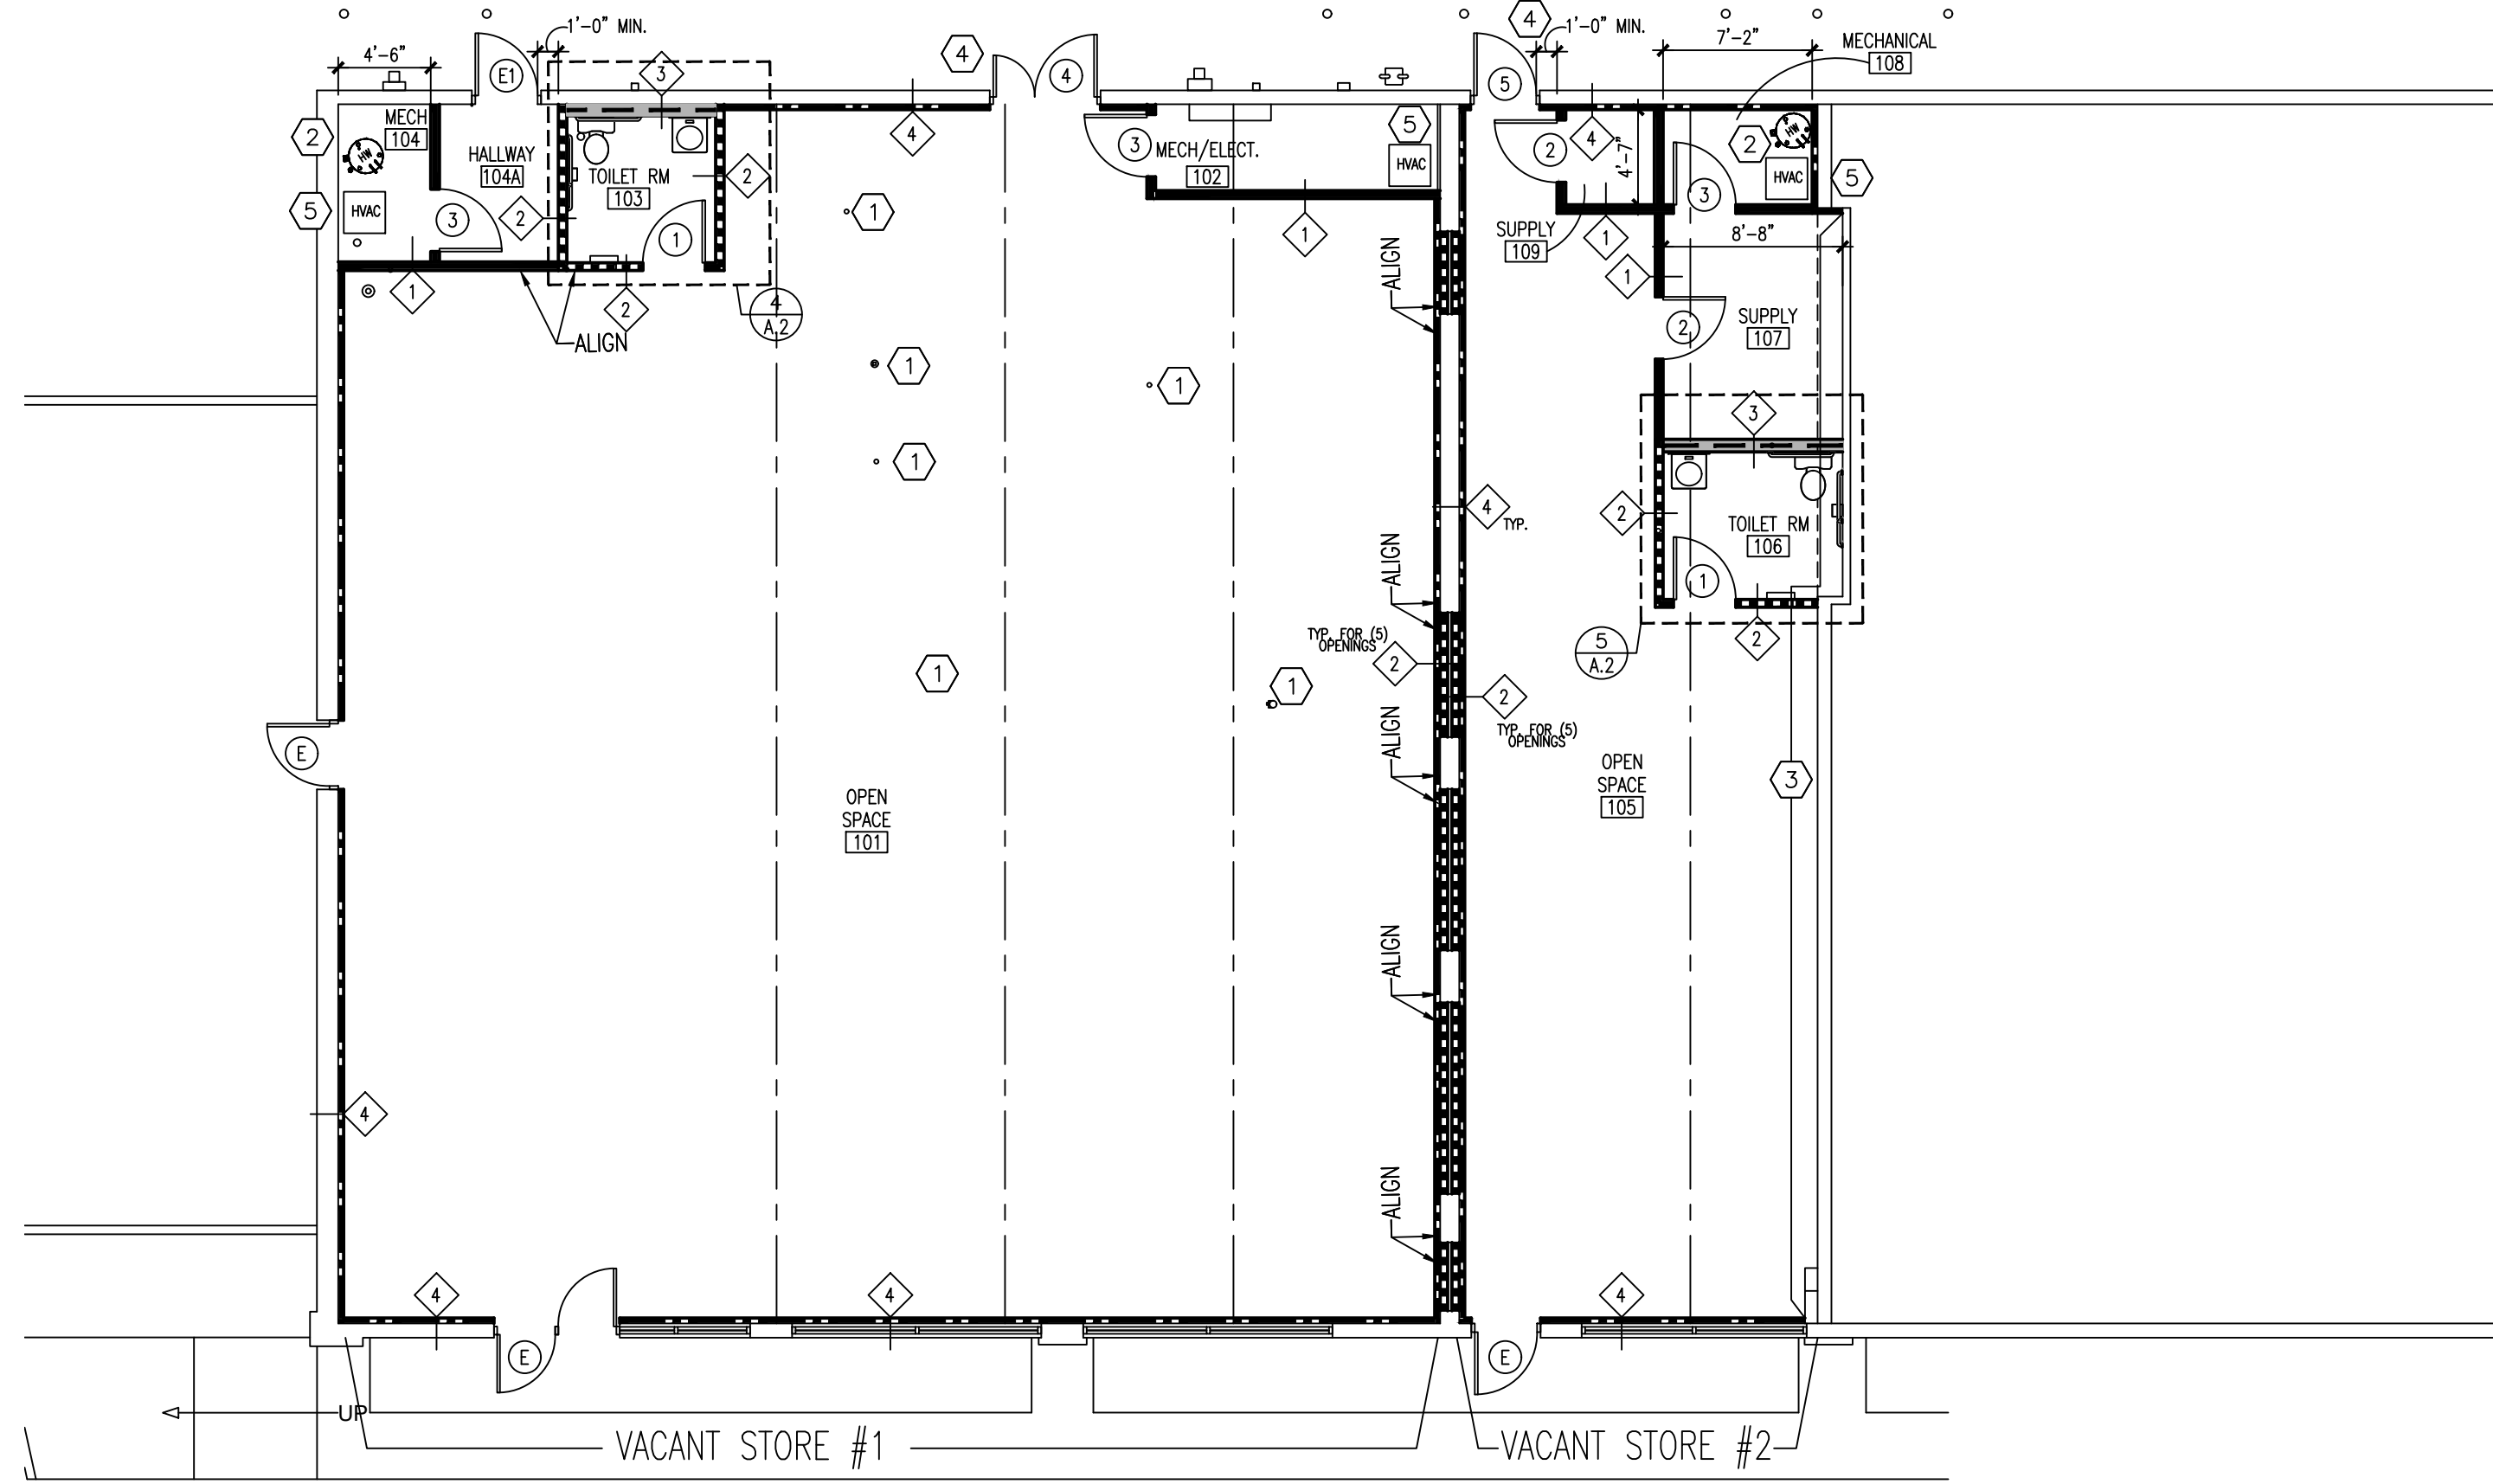 4
1'-0" MIN.
1'-0" MIN.
7'-2"
MECHANICAL
108
4'-6"
E1
3
4
4
5
MECH
104
2
HW
HALLWAY
104A
TOILET RM
103
2
4
3
MECH/ELECT.
102
5
HVAC
2
4
4'-7"
2
HW
HVAC
5
3
5
HVAC
3
2
1
1
1
SUPPLY
109
1
8'-8"
1
1
2
4
A.2
ALIGN
ALIGN
SUPPLY
107
2
1
1
3
1
4
TYP.
2
TOILET RM
106
ALIGN
1
TYP. FOR (5)
OPENINGS
2
2
5
A.2
1
1
2
TYP. FOR (5)
OPENINGS
ALIGN
E
OPEN
SPACE
105
3
OPEN
SPACE
101
ALIGN
4
ALIGN
4
4
4
E
E
UP
VACANT STORE #1
VACANT STORE #2